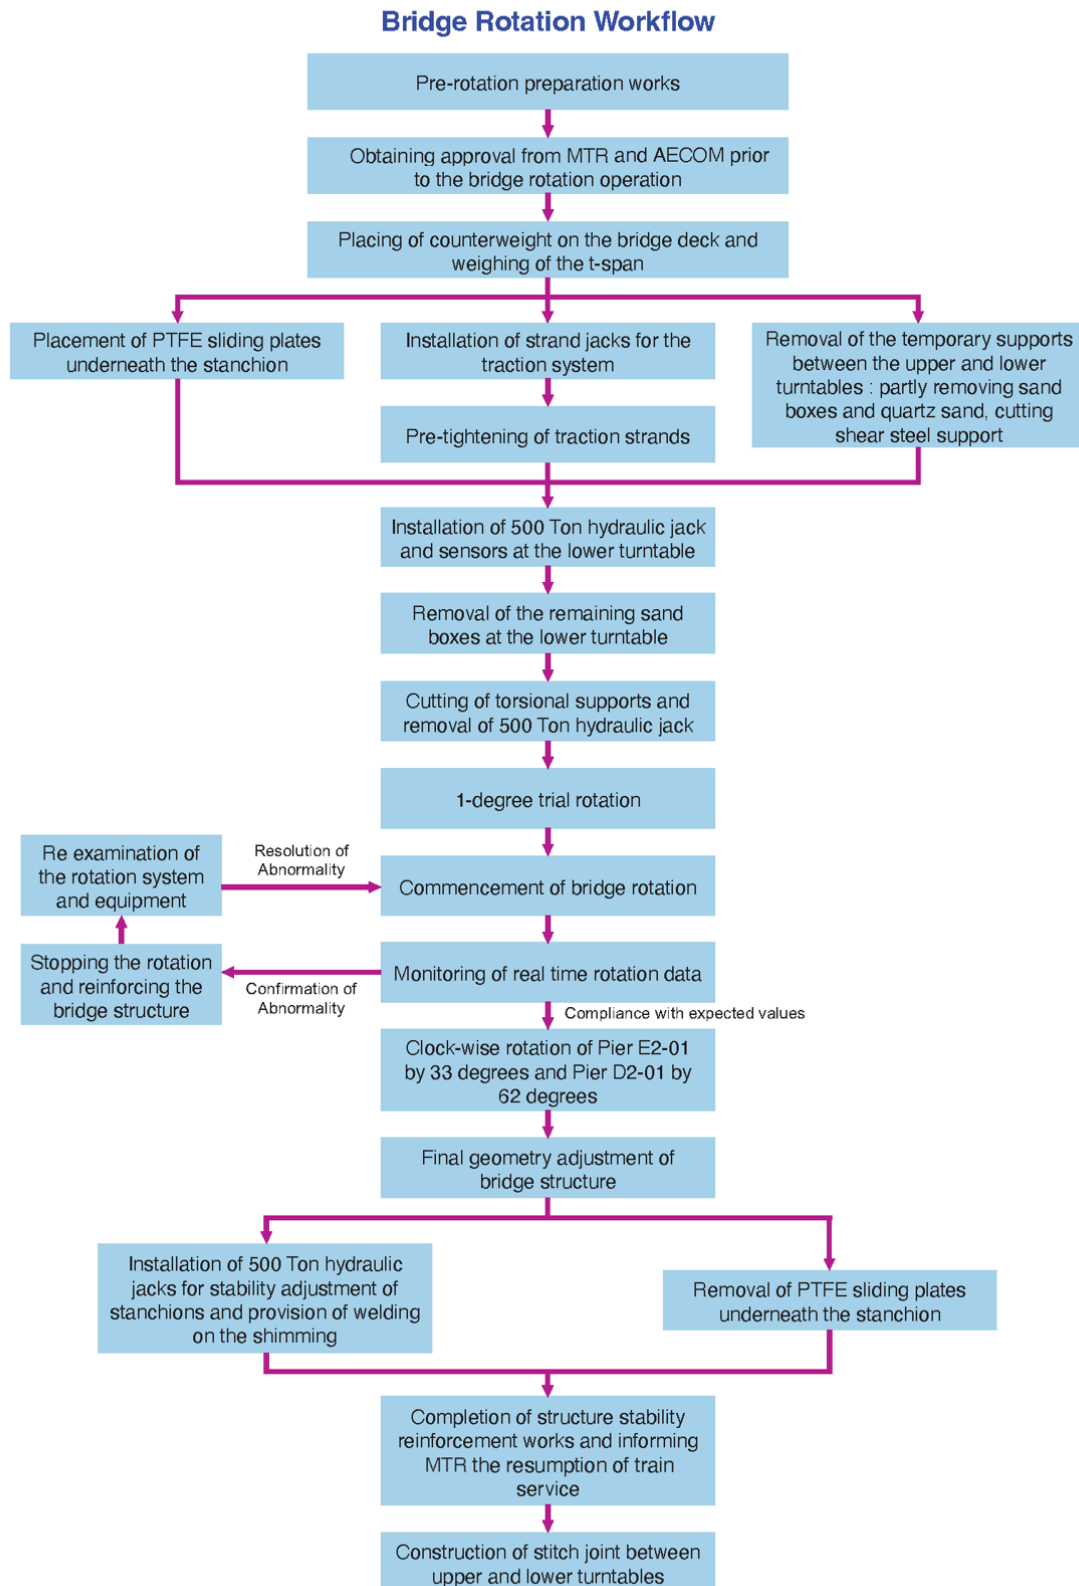 Bridge Rotation Workflow
Pre-rotation preparation works
Obtaining approval from MTR and AECOM prior
to the bridge rotation operation
Placing of counterweight on the bridge deck and
weighing of the t-span
Placement of PTFE sliding plates
underneath the stanchion
Installation of strand jacks for the
traction system
Pre-tightening of traction strands
Removal of the temporary supports
between the upper and lower
turntables : partly removing sand
boxes and quartz sand, cutting
shear steel support
Installation of 500 Ton hydraulic jack
and sensors at the lower turntable
Removal of the remaining sand
boxes at the lower turntable
Cutting of torsional supports and
removal of 500 Ton hydraulic jack
1-degree trial rotation
Re examination of
the rotation system
and equipment
Resolution of
Abnormality
Commencement of bridge rotation
Stopping the rotation
and reinforcing the
bridge structure
Confirmation of
Abnormality
Monitoring of real time rotation data
Compliance with expected values
Clock-wise rotation of Pier E2-01
by 33 degrees and Pier D2-01 by
62 degrees
Final geometry adjustment of
bridge structure
Installation of 500 Ton hydraulic
jacks for stability adjustment of
stanchions and provision of welding
on the shimming
Removal of PTFE sliding plates
underneath the stanchion
Completion of structure stability
reinforcement works and informing
MTR the resumption of train
service
Construction of stitch joint between
upper and lower turntables